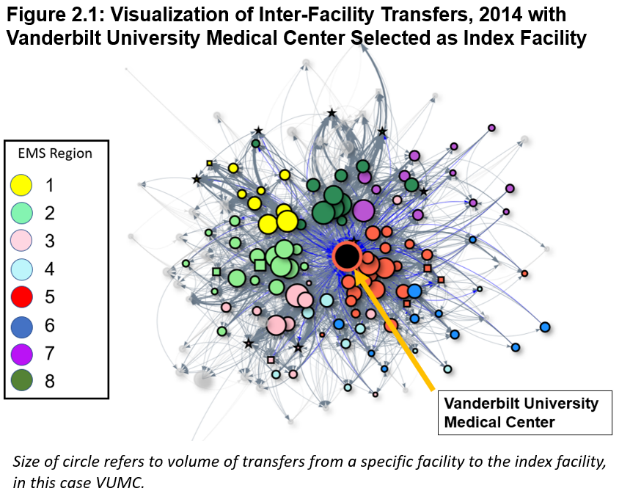 Figure 2.1: Visualization of Inter-Facility Transfers, 2014 with
Vanderbilt University Medical Center Selected as Index Facility
EMS Region
1
2
3
4
5
6
7
8
Vanderbilt University
Medical Center
Size of circle refers to volume of transfers from a specific facility to the index facility,
in this case VUMC.